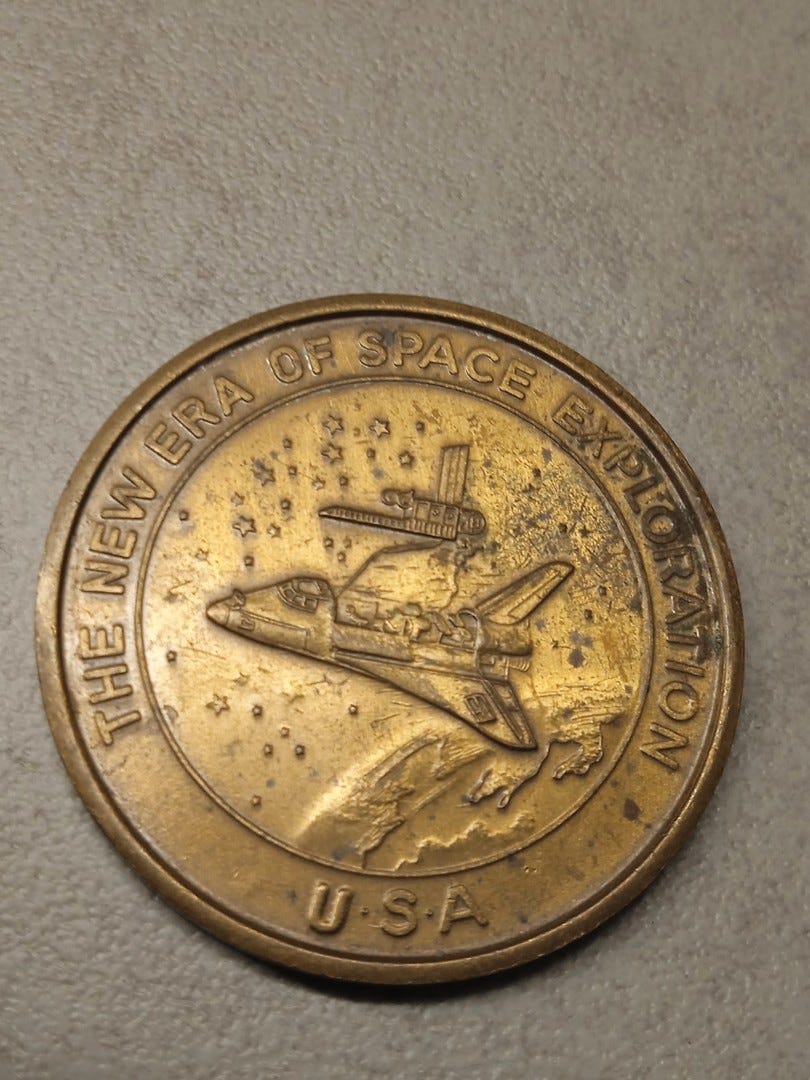 THE NEW ERA OF SPACE EXPLORATION
U·S·A